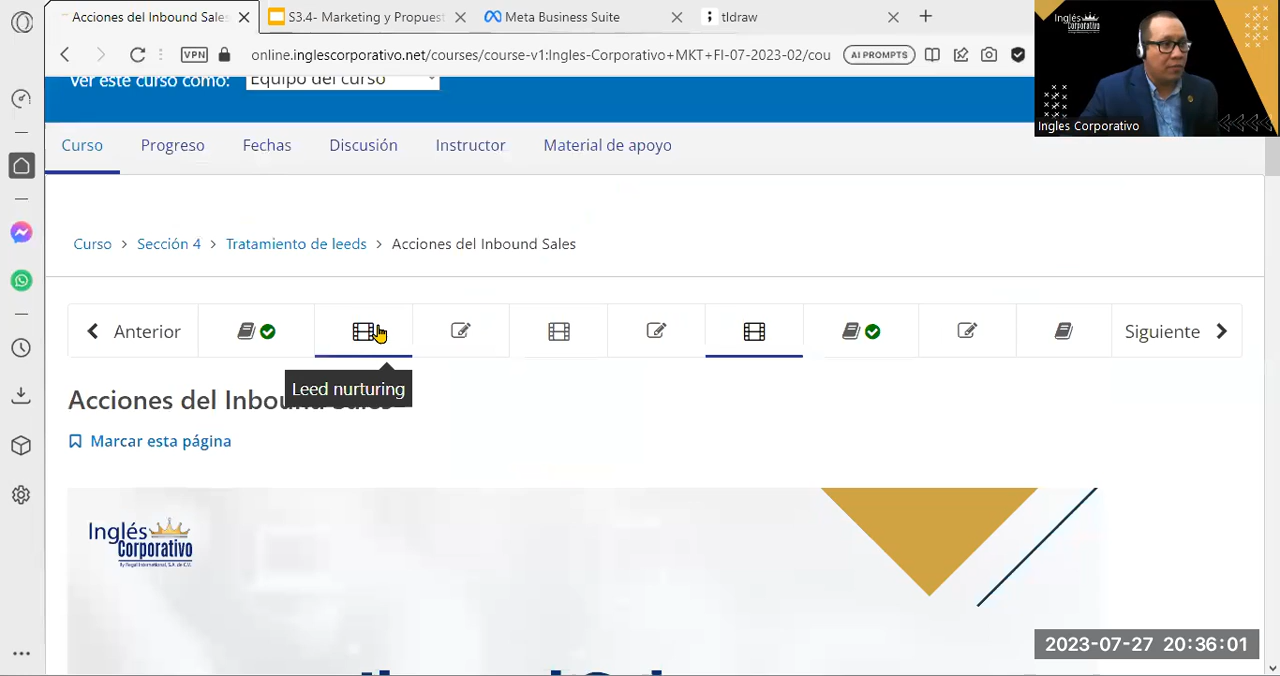 Acciones del Inbound Sales
S3.4- Marketing y Propuest
Meta Business Suite
tldraw
VPN
online.inglescorporativo.net/courses/course-v1:Ingles-Corporativo+MKT+FI-07-2023-02/cou
AI PROMPTS
Inglés
Corporativo
Ingles Corporativo
Ver este curso como:
Equipo del curso
Curso
Progreso
Fechas
Discusión
Instructor
Material de apoyo
Curso > Sección 4 > Tratamiento de leeds > Acciones del Inbound Sales
Anterior
Siguiente
Leed nurturing
Acciones del Inbound Sales
Marcar esta página
Inglés
Corporativo
2023-07-27 20:36:01